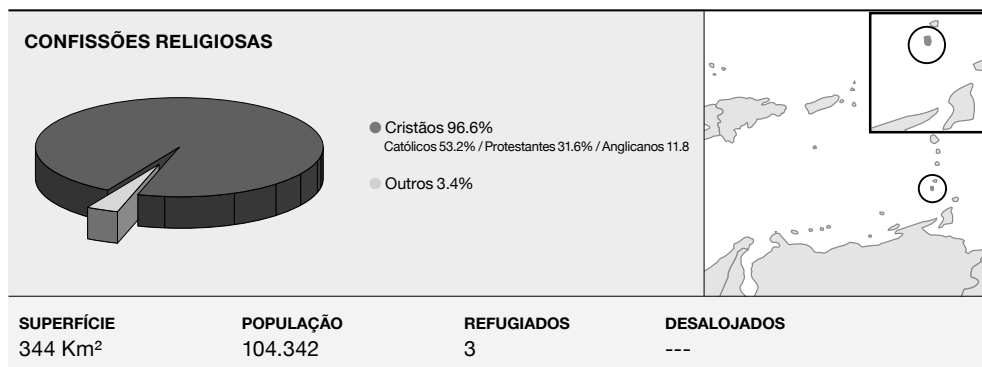 CONFISSÕES RELIGIOSAS
Cristãos 96.6%
Católicos 53.2% / Protestantes 31.6% / Anglicanos 11.8
Outros 3.4%
SUPERFÍCIE
344 Km²
POPULAÇÃO
104.342
REFUGIADOS
3
DESALOJADOS
---